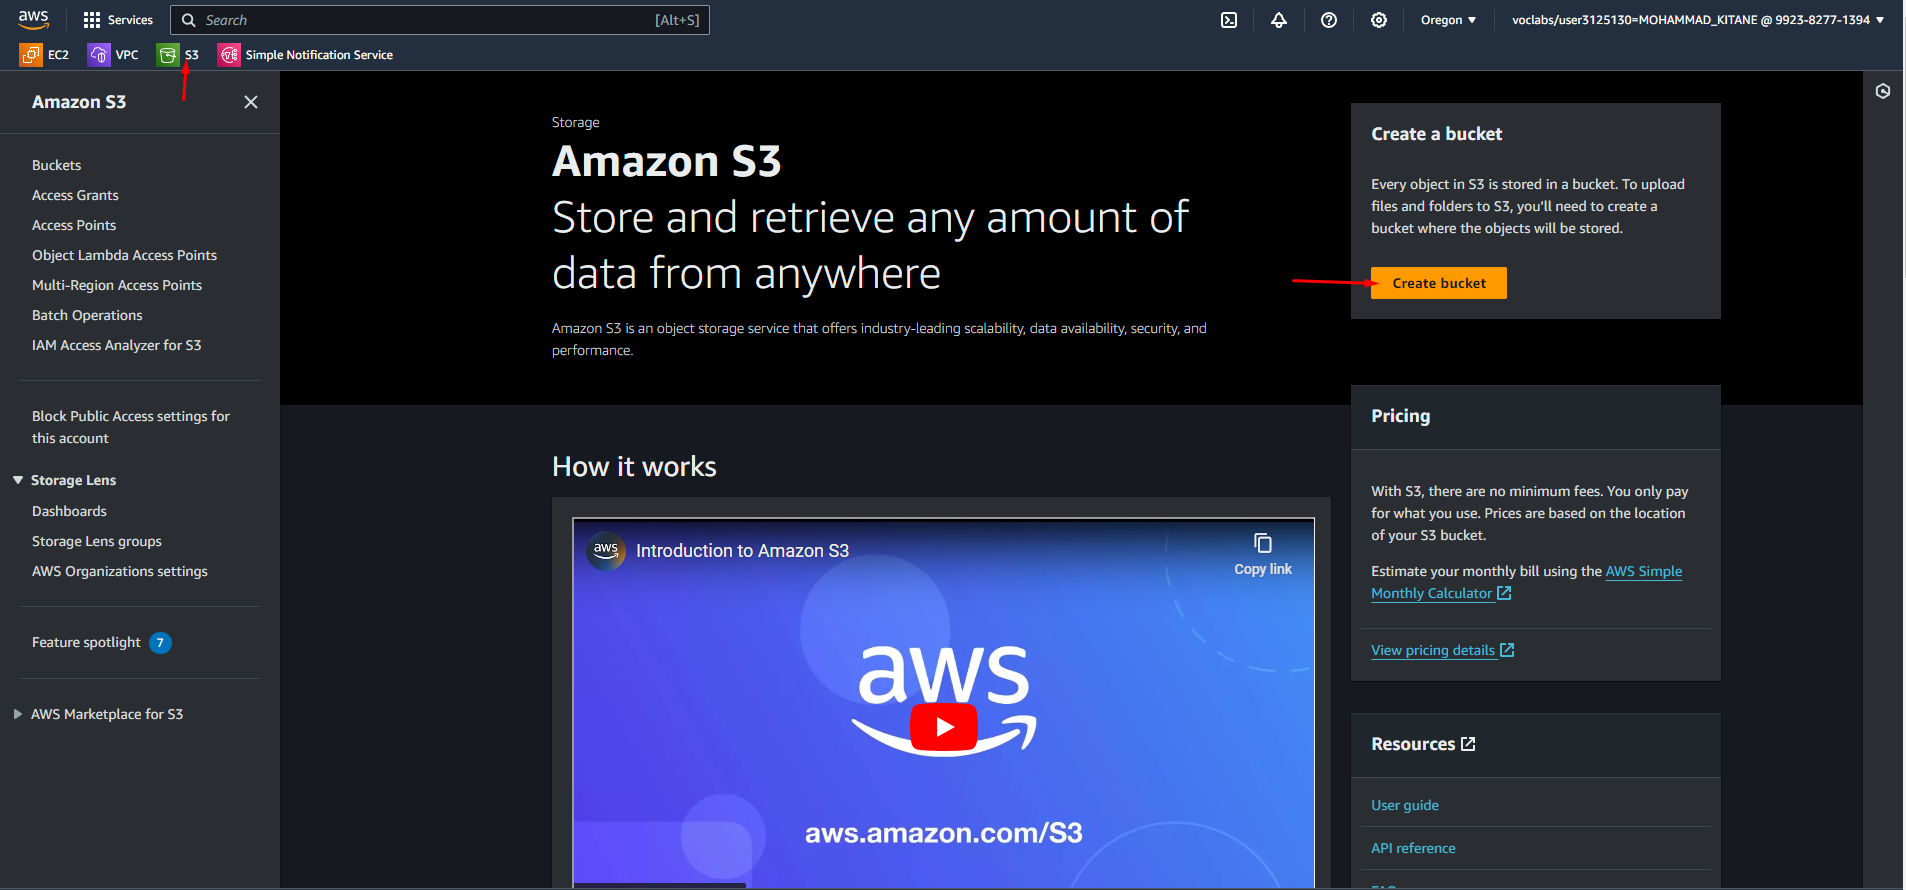 aws
Services
Search
[Alt+S]
Oregon
voclabs/user3125130=MOHAMMAD_KITANE @ 9923-8277-1394
EC2
VPC
S3
Simple Notification Service
Amazon S3
Buckets
Access Grants
Access Points
Object Lambda Access Points
Multi-Region Access Points
Batch Operations
IAM Access Analyzer for S3
Block Public Access settings for
this account
Storage Lens
Dashboards
Storage Lens groups
AWS Organizations settings
Feature spotlight 7
AWS Marketplace for S3
Storage
Amazon S3
Store and retrieve any amount of
data from anywhere
Amazon S3 is an object storage service that offers industry-leading scalability, data availability, security, and
performance.
How it works
aws
Introduction to Amazon S3
Copy link
aws
aws.amazon.com/S3
Create a bucket
Every object in S3 is stored in a bucket. To upload
files and folders to S3, you'll need to create a
bucket where the objects will be stored.
Create bucket
Pricing
With S3, there are no minimum fees. You only pay
for what you use. Prices are based on the location
of your S3 bucket.
Estimate your monthly bill using the AWS Simple
Monthly Calculator
View pricing details
Resources
User guide
API reference